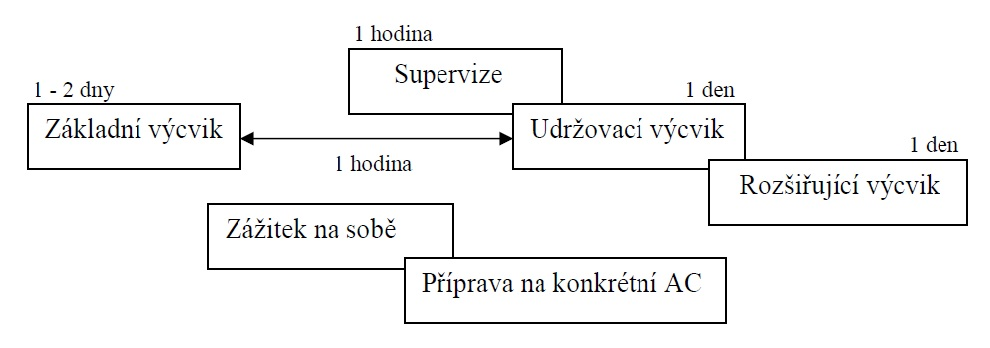 1 hodina
Supervize
1 - 2 dny
Základní výcvik
1 den
Udržovací výcvik
1 hodina
1 den
Rozšiřující výcvik
Zážitek na sobě
Příprava na konkrétní AC